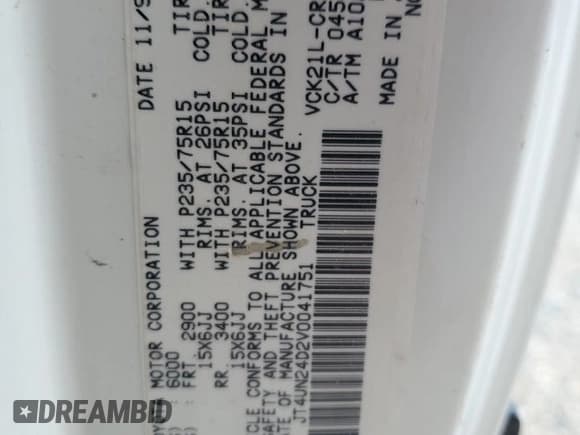 MOTOR CORPORATION DATE 11/9
6000
FRT 2900 WITH P235/75R15 TIR
15X6JJ RIMS. AT 26PSI COLD.
RR 3400 WITH P235/75R15 TIR
15X6JJ RIMS. AT 35PSI COLD.
CLE CONFORMS TO ALL APPLICABLE FEDERAL M
SAFETY AND THEFT PREVENTION STANDARDS IN
ATE OF MANUFACTURE SHOWN ABOVE.
JT4UN24D2V0041751 TRUCK
VCK21L-CR
C/TR 045
A/TM A10
MADE IN
DREAMBID